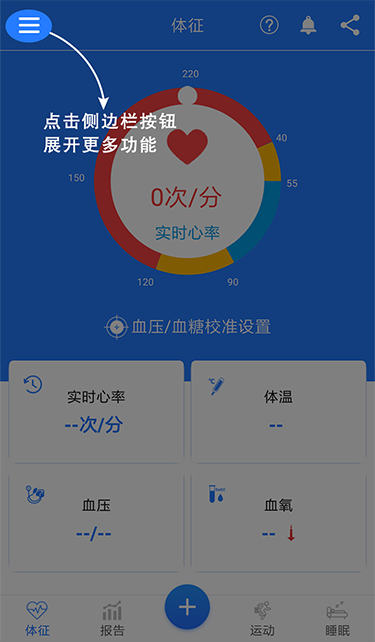 体征
点击侧边栏按钮
展开更多功能
220
40
55
90
120
150
0次/分
实时心率
血压/血糖校准设置
实时心率
--次/分
℃
体温
--
血压
--/--
血氧
--
体征
报告
+
运动
睡眠